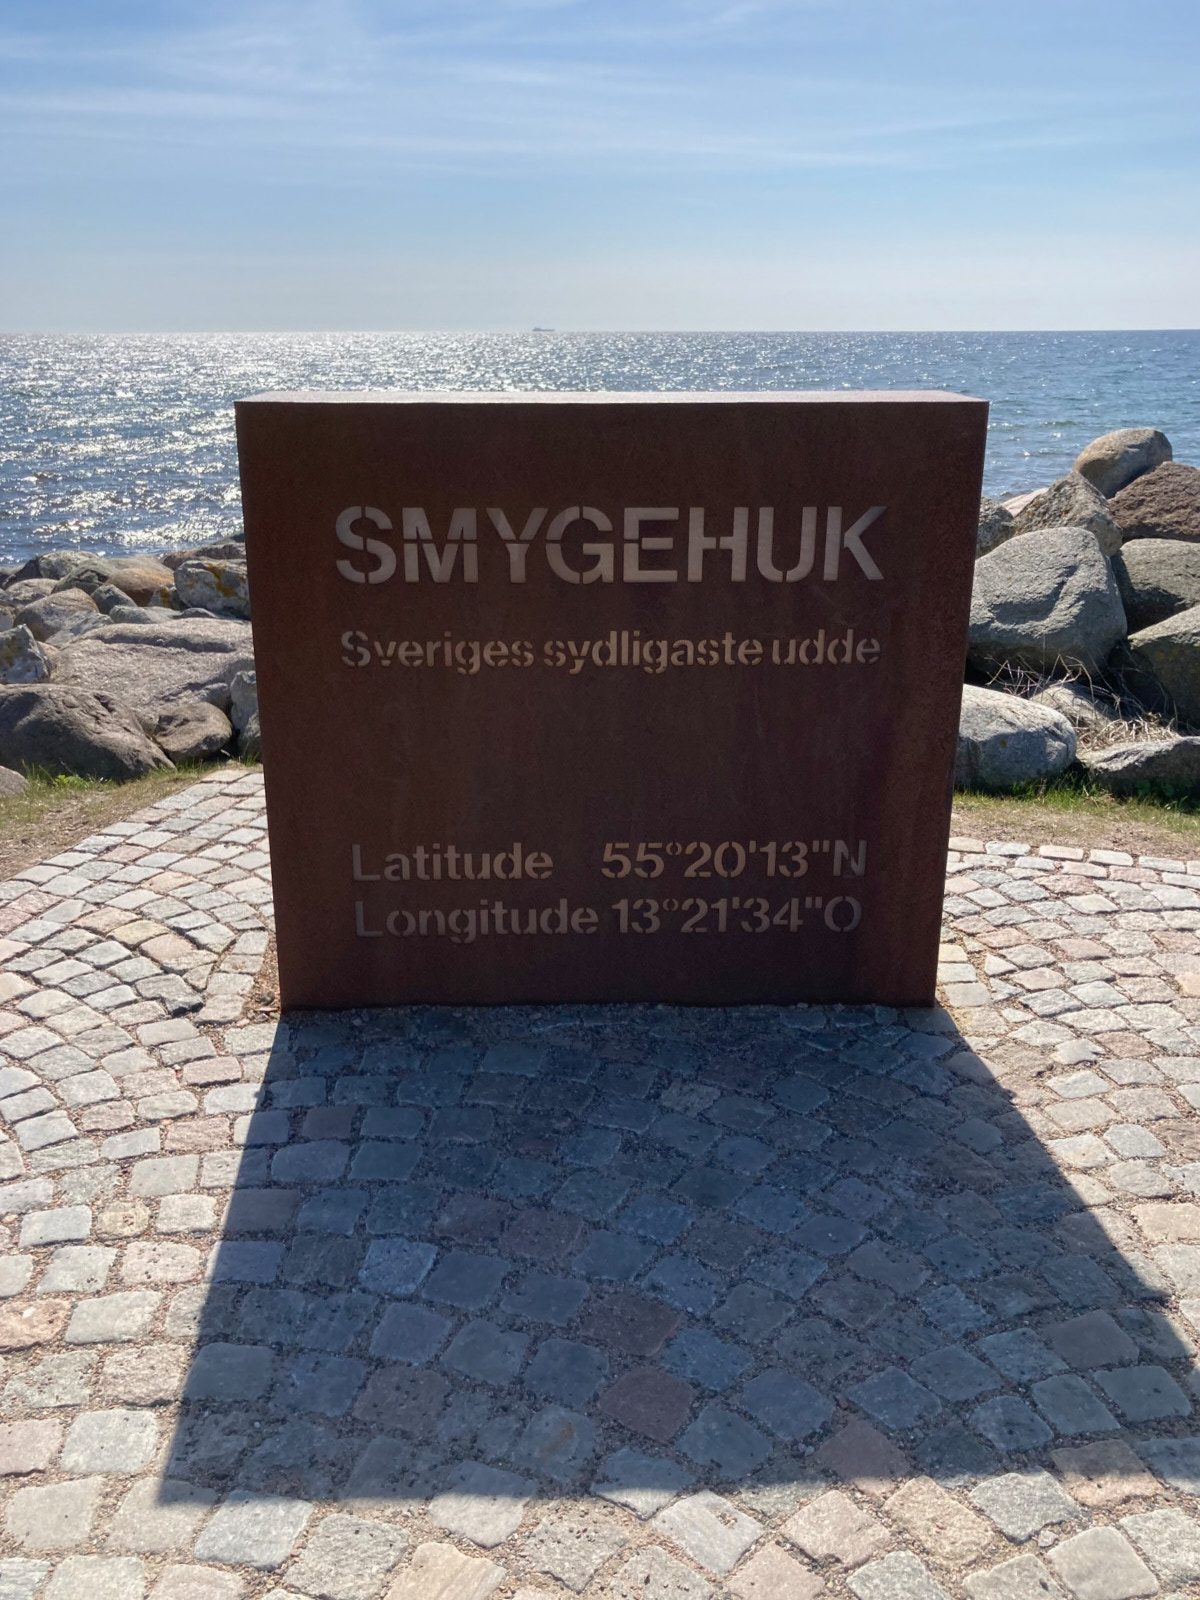 SMYGEHUK
Sveriges sydligaste udde
Latitude 55°20'13"N
Longitude 13°21'34"O